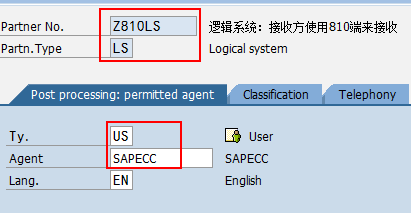 Partner No. Z810LS 逻辑系统：接收方使用810端来接收
Partn.Type LS Logical system
Post processing: permitted agent Classification Telephony
Ty. US User
Agent SAPECC SAPECC
Lang. EN English